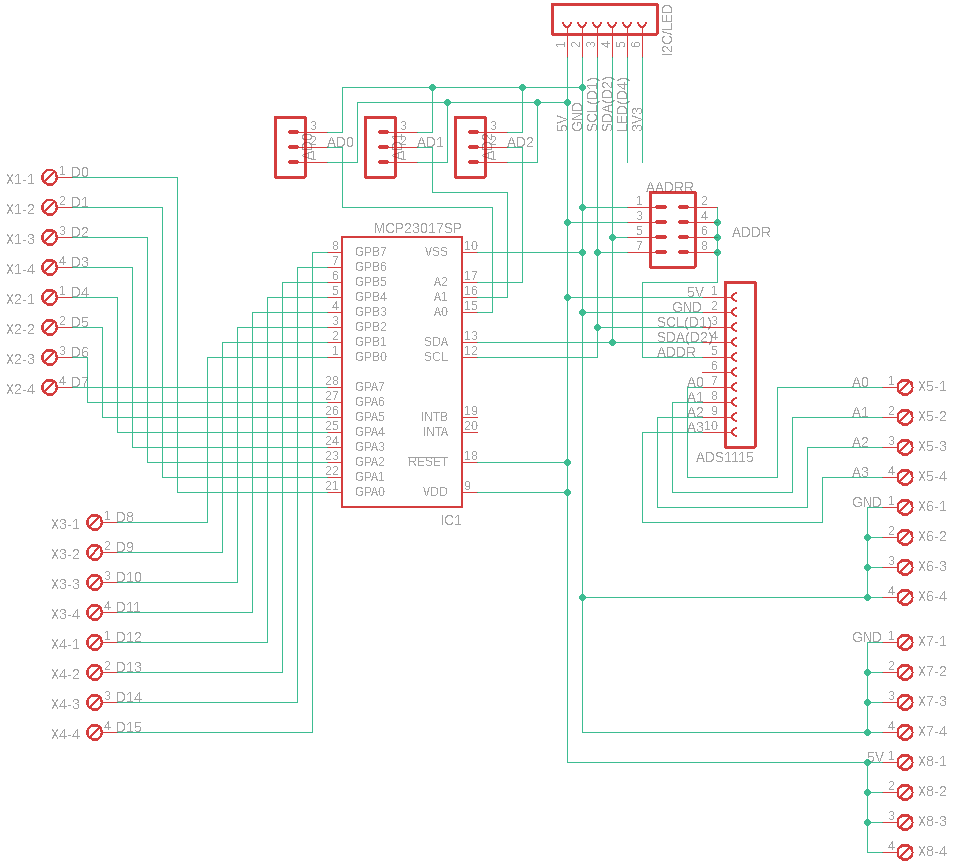 I2C/LED
1 2 3 4 5 6
5V
GND
SCL(D1)
SDA(D2)
LED(D4)
3V3
3
2
1
AD0
AD0
3
2
1
AD1
AD1
3
2
1
AD2
AD2
X1-1 1 D0
X1-2 2 D1
X1-3 3 D2
X1-4 4 D3
X2-1 1 D4
X2-2 2 D5
X2-3 3 D6
X2-4 4 D7
AADRR
1 2
3 4
5 6
7 8
ADDR
MCP23017SP
8 GPB7 VSS 10
7 GPB6
6 GPB5 A2 17
5 GPB4 A1 16
4 GPB3 A0 15
3 GPB2
2 GPB1 SDA 13
1 GPB0 SCL 12
28 GPA7
27 GPA6
26 GPA5 INTB 19
25 GPA4 INTA 20
24 GPA3
23 GPA2 RESET 18
22 GPA1
21 GPA0 VDD 9
IC1
5V 1
GND 2
SCL(D1) 3
SDA(D2) 4
ADDR 5
6
A0 7
A1 8
A2 9
A3 10
ADS1115
A0 1 X5-1
A1 2 X5-2
A2 3 X5-3
A3 4 X5-4
GND 1 X6-1
2 X6-2
3 X6-3
4 X6-4
X3-1 1 D8
X3-2 2 D9
X3-3 3 D10
X3-4 4 D11
X4-1 1 D12
X4-2 2 D13
X4-3 3 D14
X4-4 4 D15
GND 1 X7-1
2 X7-2
3 X7-3
4 X7-4
5V 1 X8-1
2 X8-2
3 X8-3
4 X8-4